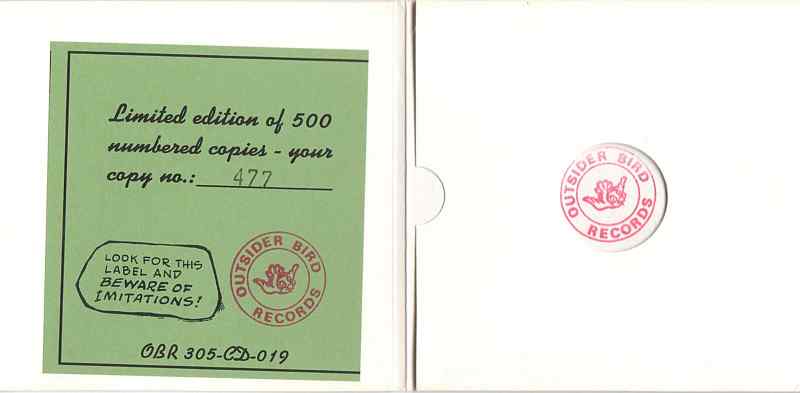 Limited edition of 500
numbered copies - your
copy no.: 477
LOOK FOR THIS
LABEL AND
BEWARE OF
IMITATIONS!
OUTSIDER BIRD
RECORDS
OBR 305-CD-019
OUTSIDER BIRD
RECORDS